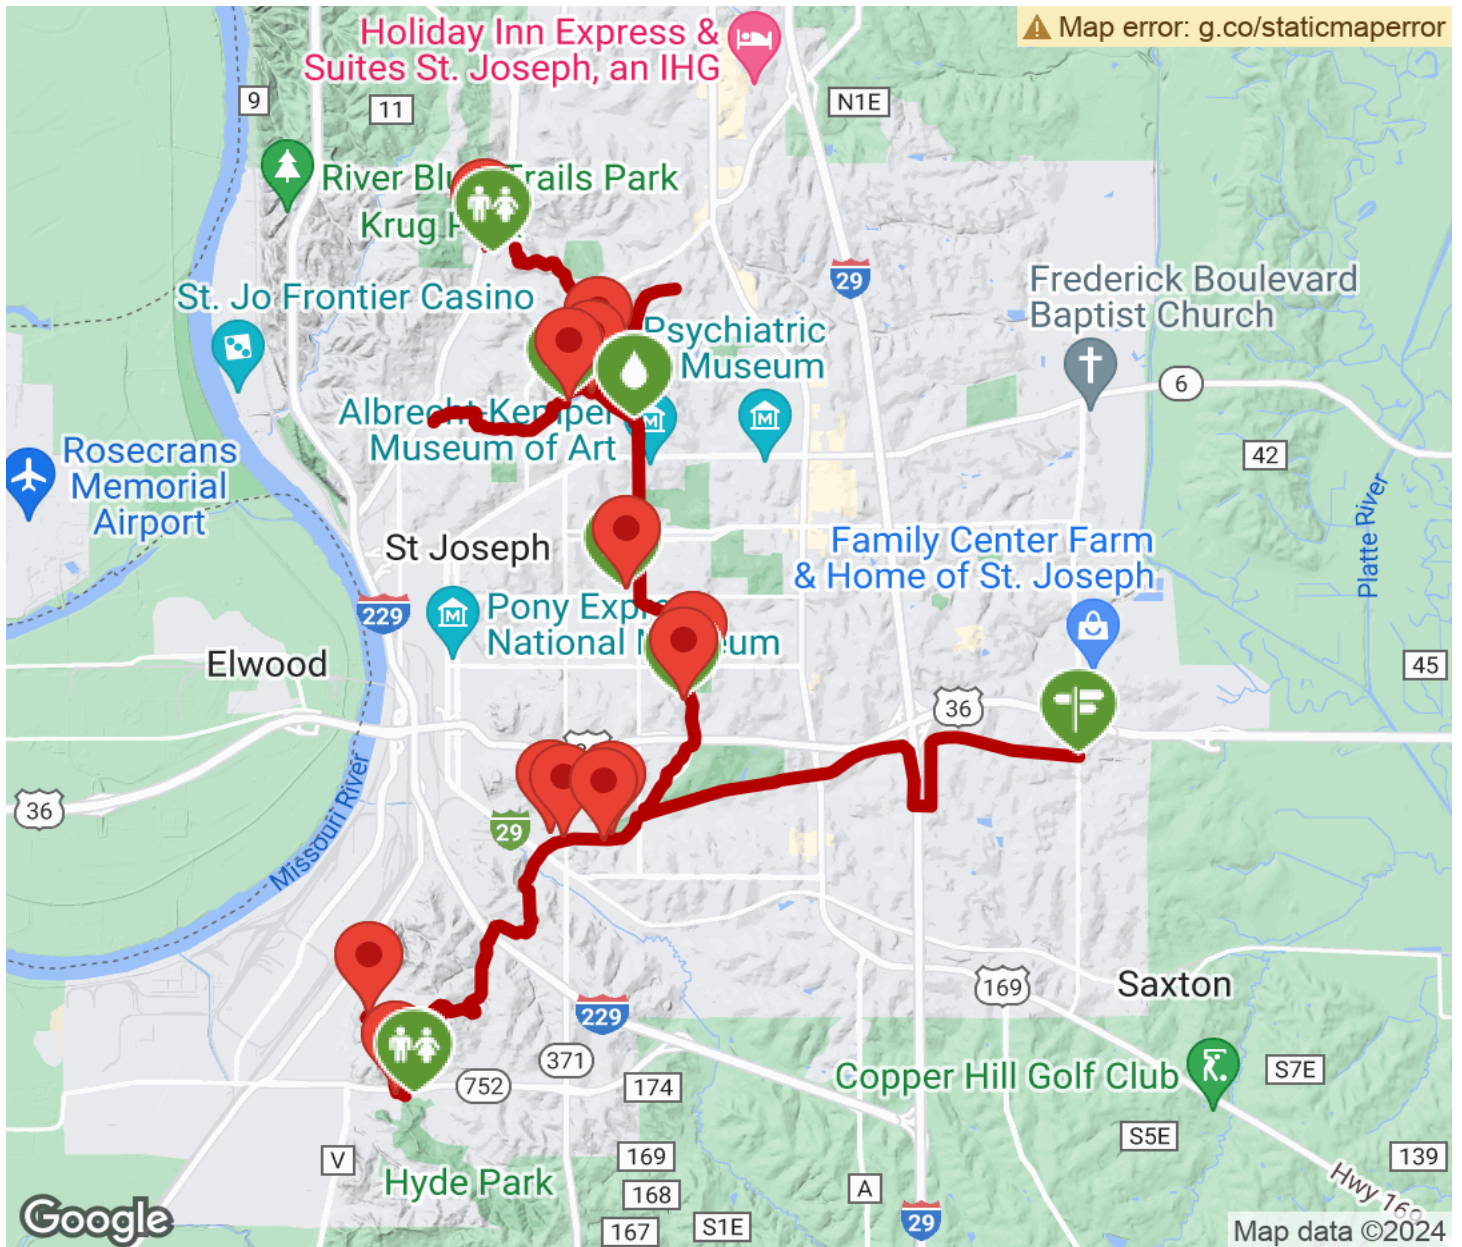 Holiday Inn Express &
Suites St. Joseph, an IHG
Map error: g.co/staticmaperror
9
11
N1E
Trails Park
River
Krug
29
Frederick Boulevard
Baptist Church
St. Jo Frontier Casino
Psychiatric
Museum
6
Albrecht-Kemper
Museum of Art
M
M
42
Rosecrans
Memorial
Airport
Platte River
St Joseph
Family Center Farm
& Home of St. Joseph
229
M
Pony
National
Elwood
45
36
36
Missouri River
29
Saxton
169
229
371
752
174
Copper Hill Golf Club
S7E
S5E
V
169
139
Hyde Park
168
A
Hwy 169
Google
167
S1E
29
Map data ©2024